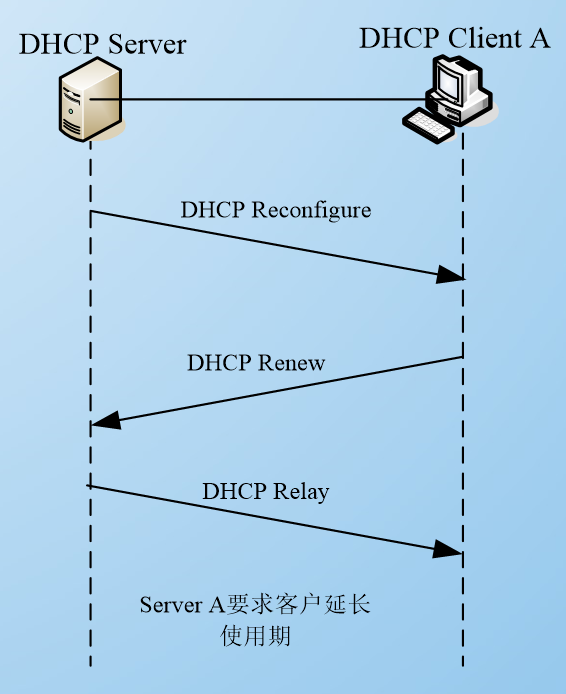 DHCP Server
DHCP Client A
DHCP Reconfigure
DHCP Renew
DHCP Relay
Server A要求客户延长
使用期